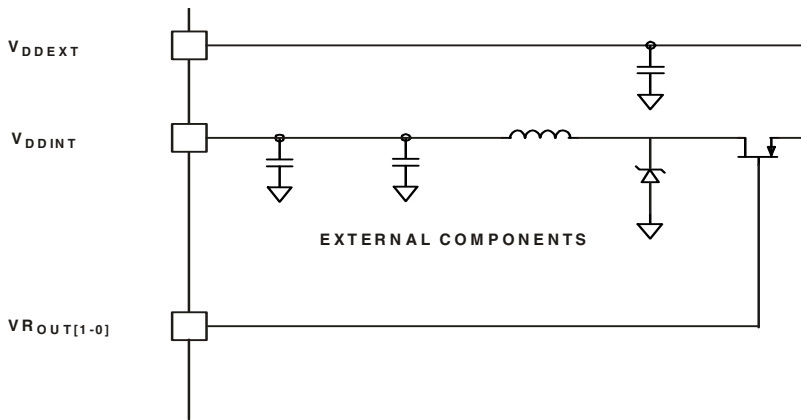 VDDEXT
VDDINT
EXTERNAL COMPONENTS
VROUT[1-0]